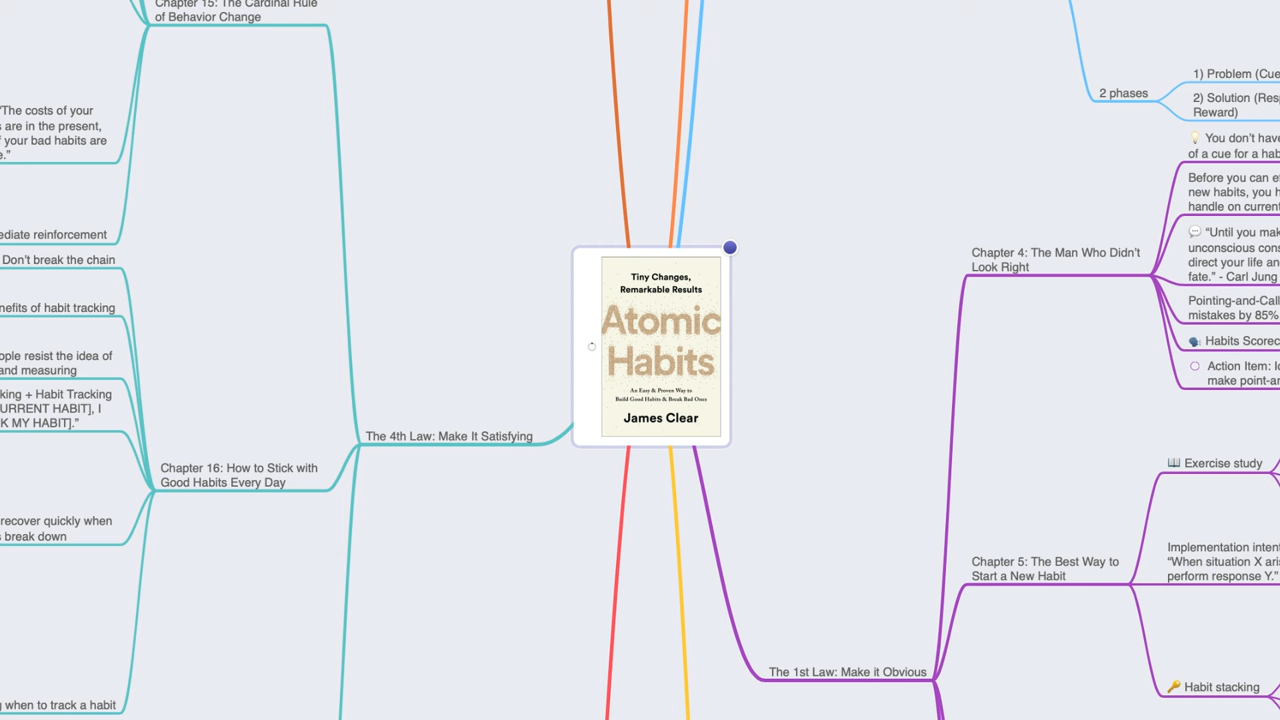 Chapter 15: The Cardinal Rule
of Behavior Change
"The costs of your
s are in the present,
f your bad habits are
e."
ediate reinforcement
Don't break the chain
nefits of habit tracking
ople resist the idea of
and measuring
king + Habit Tracking
URRENT HABIT], I
K MY HABIT]."
Chapter 16: How to Stick with
Good Habits Every Day
recover quickly when
s break down
g when to track a habit
The 4th Law: Make It Satisfying
Tiny Changes,
Remarkable Results
Atomic
Habits
An Easy & Proven Way to
Build Good Habits & Break Bad Ones
James Clear
2 phases
1) Problem (Cue
2) Solution (Resp
Reward)
Chapter 4: The Man Who Didn't
Look Right
💡 You don't have
of a cue for a hab
Before you can ef
new habits, you h
handle on current
💬 "Until you mak
unconscious cons
direct your life an
fate." - Carl Jung
Pointing-and-Call
mistakes by 85%
🗣 Habits Scorec
Action Item: Id
make point-an
Chapter 5: The Best Way to
Start a New Habit
📖 Exercise study
Implementation intent
"When situation X aris
perform response Y."
🔑 Habit stacking
The 1st Law: Make it Obvious